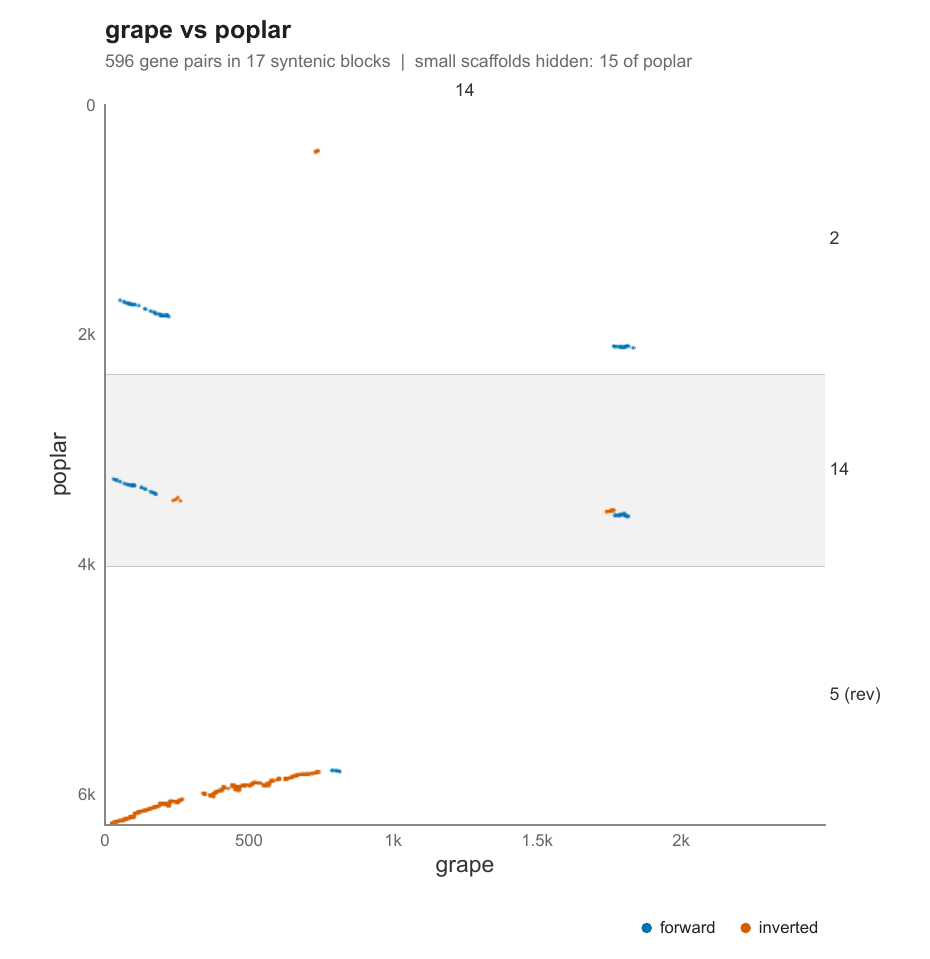 grape vs poplar
596 gene pairs in 17 syntenic blocks | small scaffolds hidden: 15 of poplar
14
0
2
2k
poplar
14
4k
5 (rev)
6k
0 500 1k 1.5k 2k
grape
forward inverted